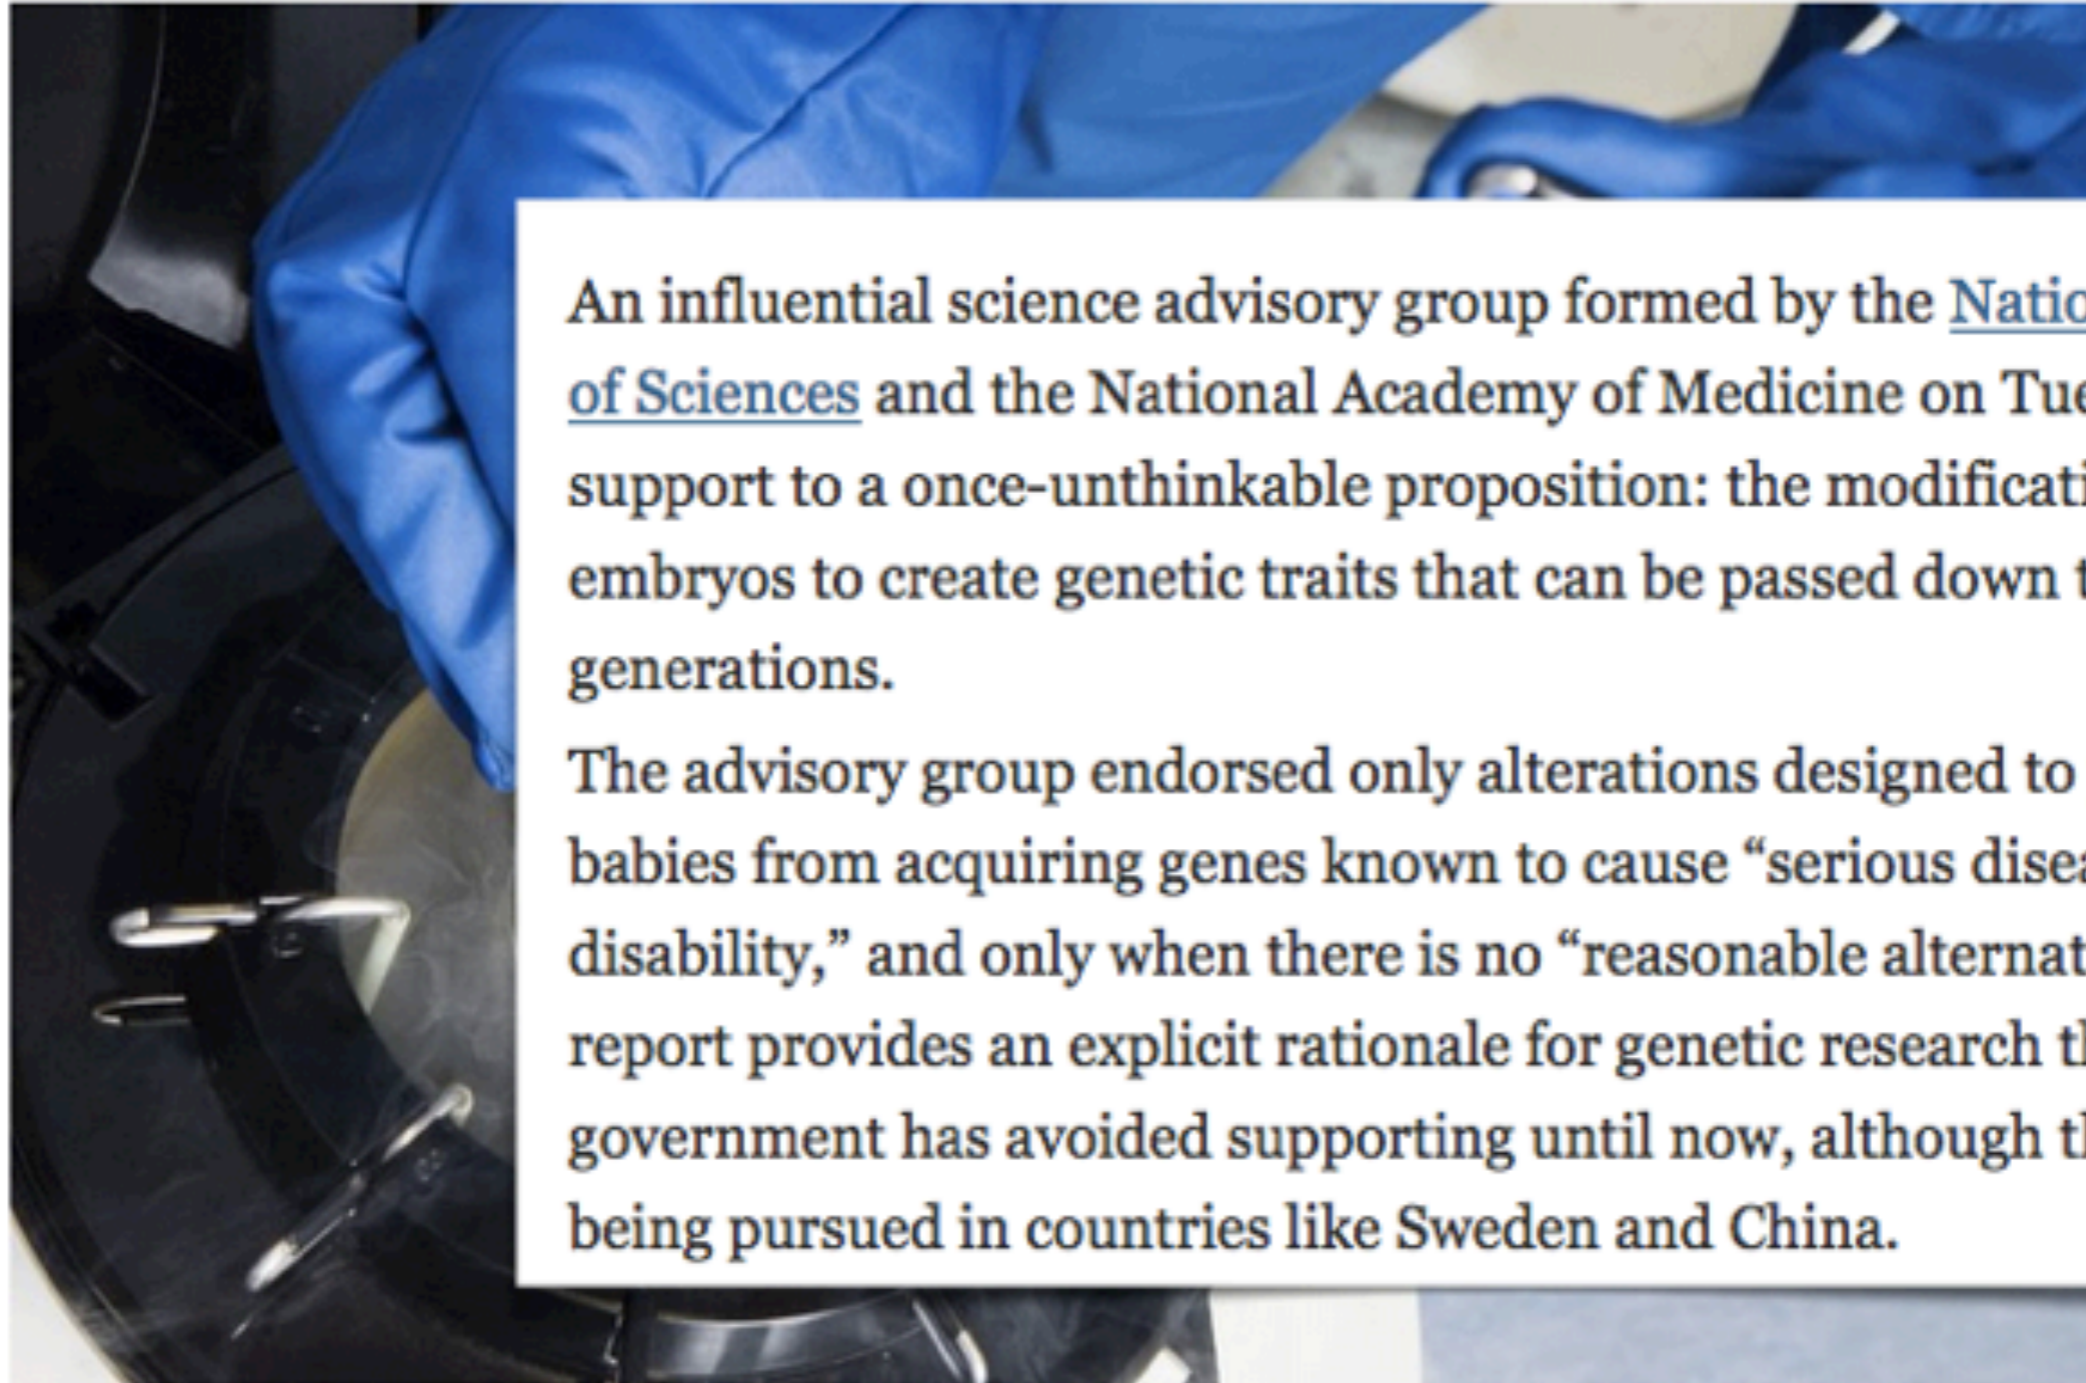 An influential science advisory group formed by the Natio
of Sciences and the National Academy of Medicine on Tue
support to a once-unthinkable proposition: the modificati
embryos to create genetic traits that can be passed down t
generations.
The advisory group endorsed only alterations designed to
babies from acquiring genes known to cause “serious disea
disability,” and only when there is no “reasonable alternat
report provides an explicit rationale for genetic research th
government has avoided supporting until now, although th
being pursued in countries like Sweden and China.